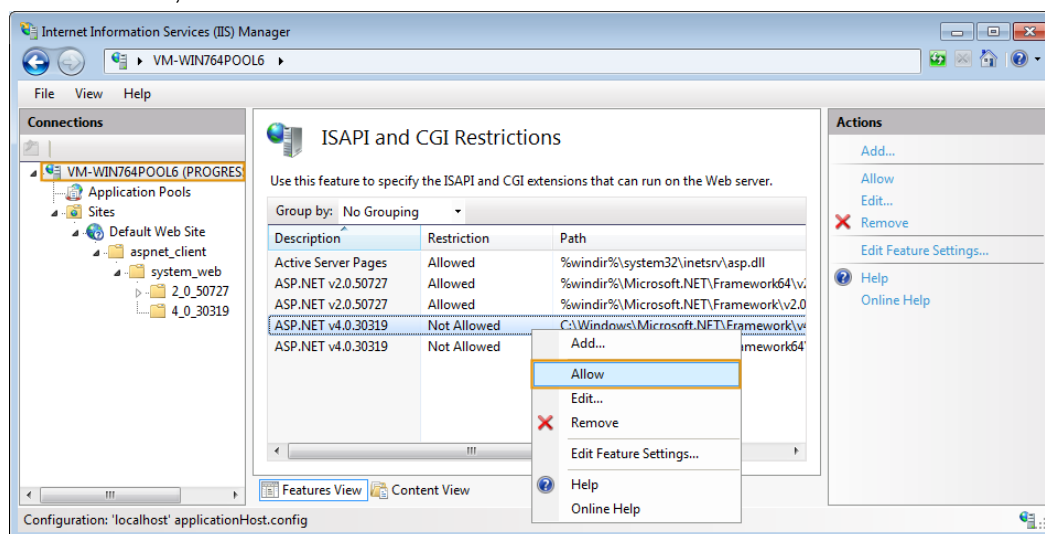 Internet Information Services (IIS) Manager
VM-WIN764POOL6
File View Help
Connections
VM-WIN764POOL6 (PROGRES
Application Pools
Sites
Default Web Site
aspnet_client
system_web
2_0_50727
4_0_30319
ISAPI and CGI Restrictions
Use this feature to specify the ISAPI and CGI extensions that can run on the Web server.
Group by: No Grouping
Description Restriction Path
Active Server Pages Allowed %windir%\system32\inetsrv\asp.dll
ASP.NET v2.0.50727 Allowed %windir%\Microsoft.NET\Framework64\v2
ASP.NET v2.0.50727 Allowed %windir%\Microsoft.NET\Framework\v2.0
ASP.NET v4.0.30319 Not Allowed C:\Windows\Microsoft.NET\Framework\v4
ASP.NET v4.0.30319 Not Allowed amework64\
Add...
Allow
Edit...
Remove
Edit Feature Settings...
Help
Online Help
Features View Content View
Actions
Add...
Allow
Edit...
Remove
Edit Feature Settings...
Help
Online Help
Configuration: 'localhost' applicationHost.config